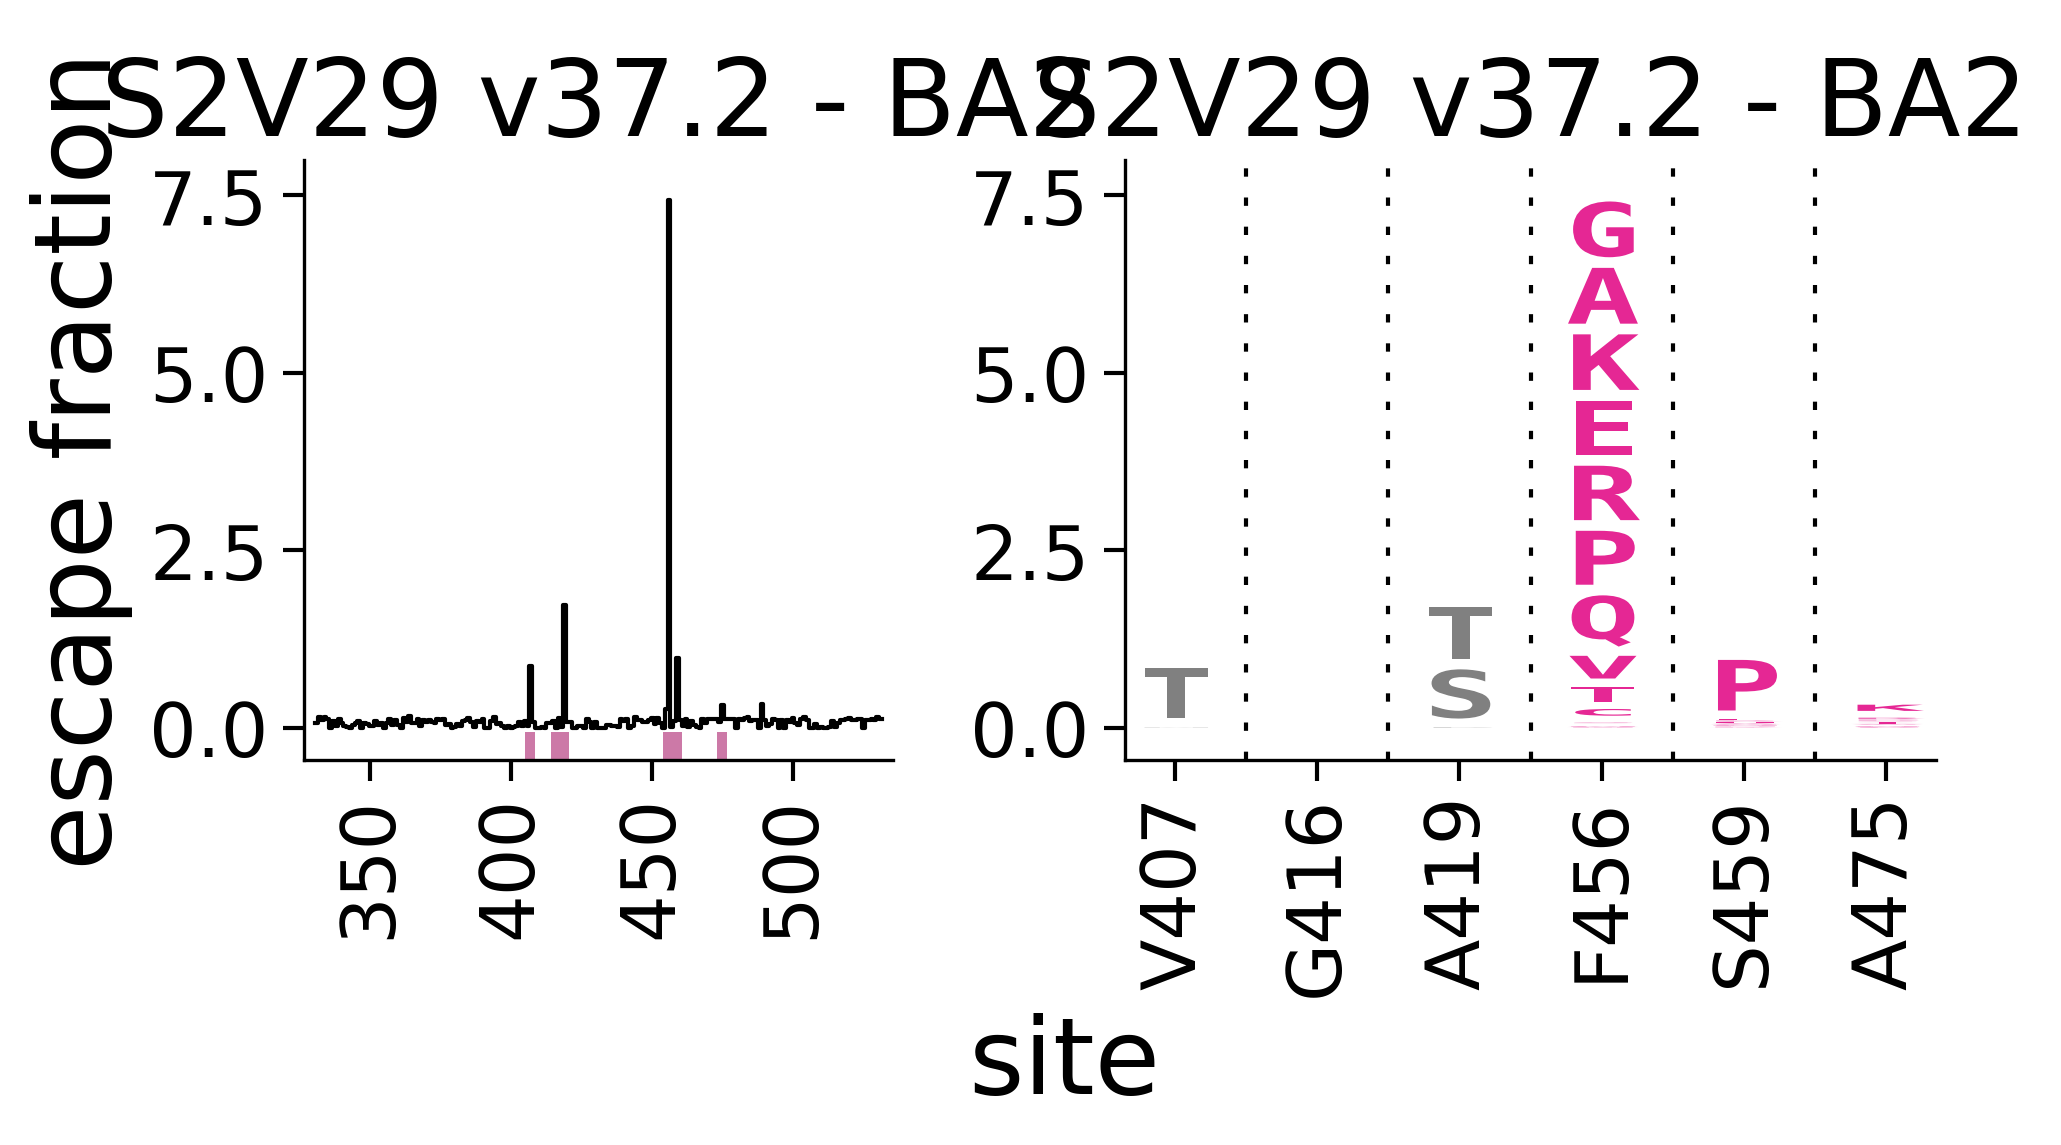 S2V29 v37.2 - BA2
S2V29 v37.2 - BA2
escape fraction
7.5
5.0
2.5
0.0
350
400
450
500
7.5
5.0
2.5
0.0
T
T
S
G
A
K
E
R
P
Q
V
T
C
P
V407
G416
A419
F456
S459
A475
site